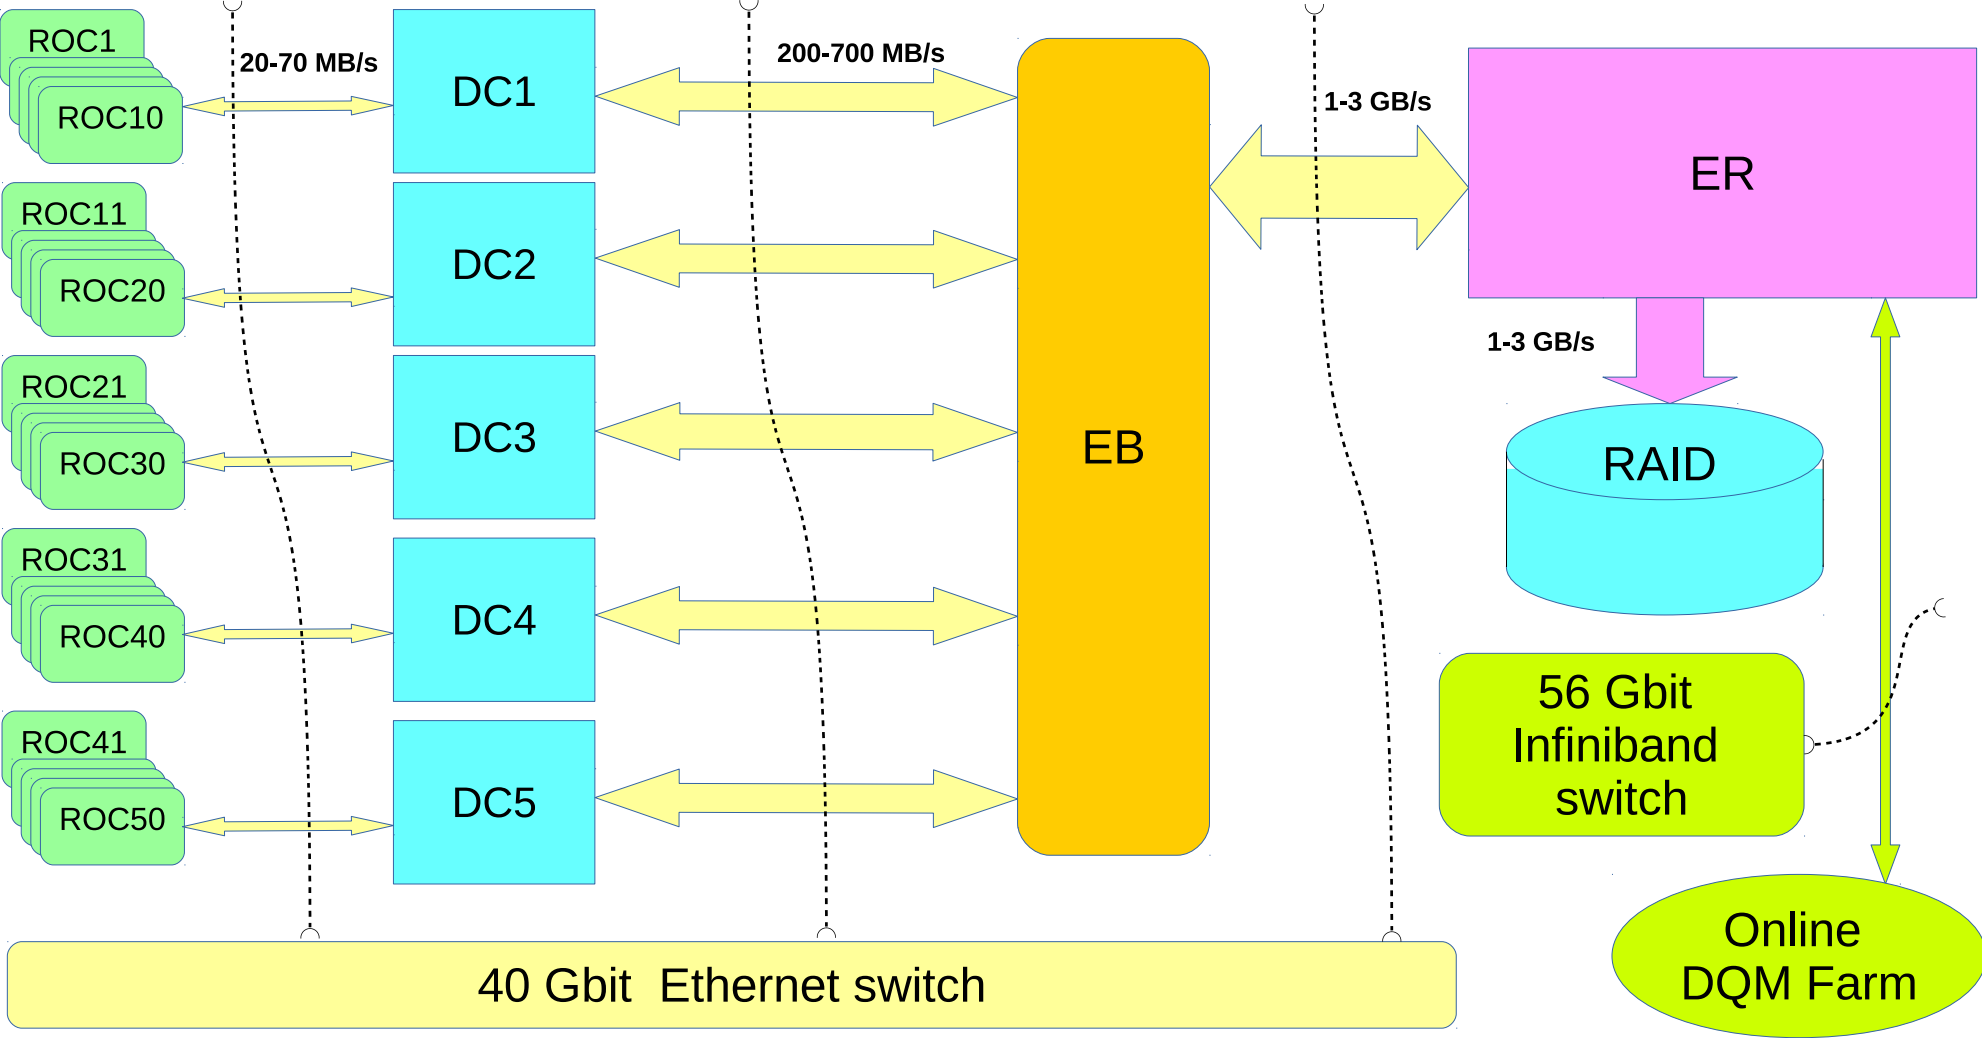 ROC1
ROC10
20-70 MB/s
DC1
200-700 MB/s
1-3 GB/s
ER
ROC11
ROC20
DC2
1-3 GB/s
ROC21
ROC30
DC3
EB
RAID
ROC31
ROC40
DC4
56 Gbit
Infiniband
switch
ROC41
ROC50
DC5
Online
DQM Farm
40 Gbit  Ethernet switch